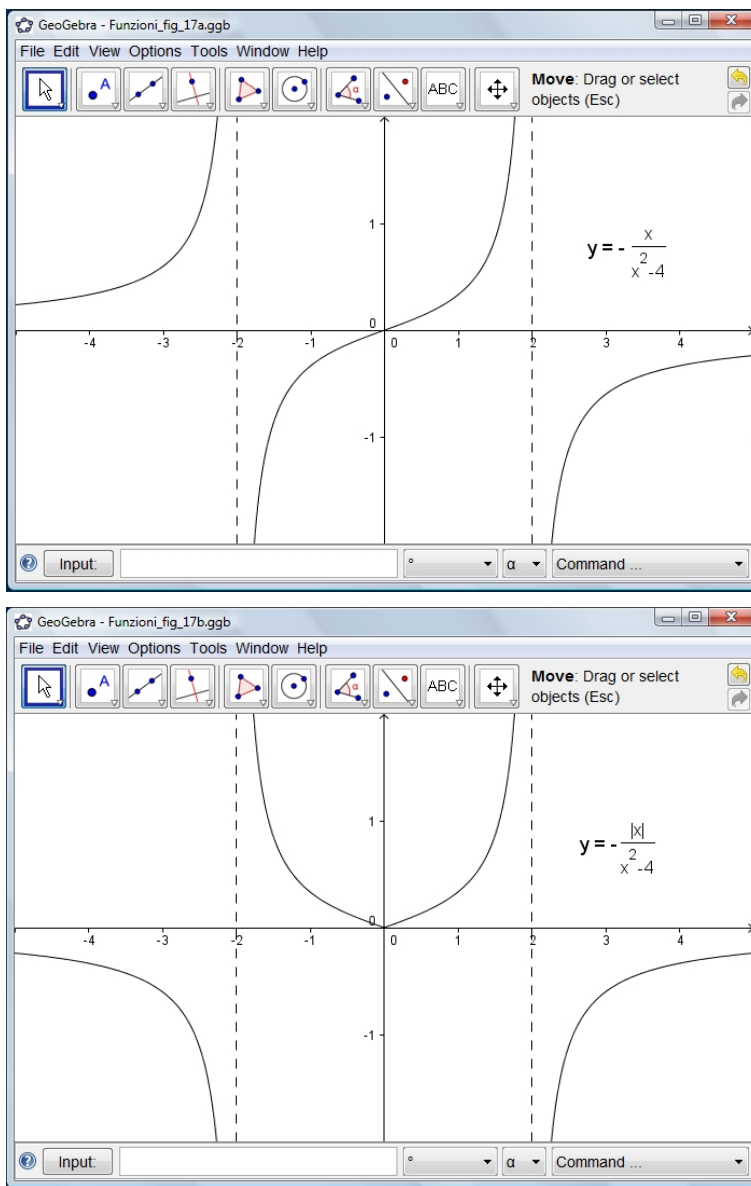 GeoGebra - Funzioni_fig_17a.ggb
File Edit View Options Tools Window Help
A α ABC Move: Drag or select
objects (Esc)
1
y = - x
x2-4
0
-4 -3 -2 -1 0 1 2 3 4
-1
Input: ° α Command ...
GeoGebra - Funzioni_fig_17b.ggb
File Edit View Options Tools Window Help
A α ABC Move: Drag or select
objects (Esc)
1
y = - |x|
x2-4
0
-4 -3 -2 -1 0 1 2 3 4
-1
Input: ° α Command ...